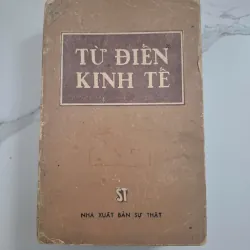 TỪ ĐIỂN
KINH TẾ
ST
NHÀ XUẤT BẢN SỰ THẬT